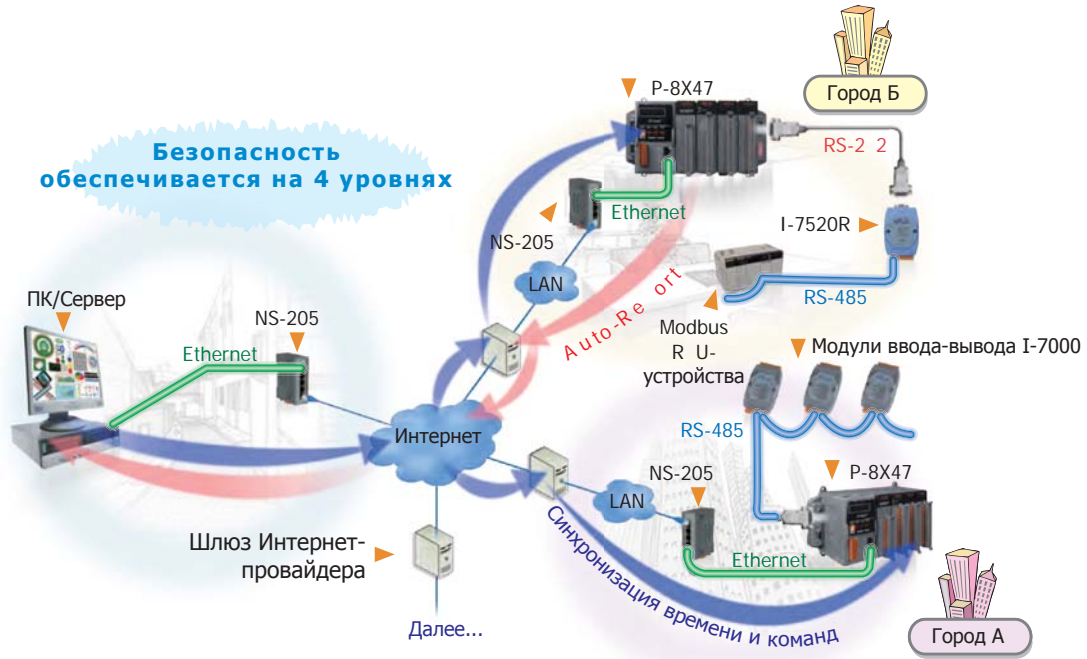 Город Б
P-8X47
RS-2 2
Безопасность
обеспечивается на 4 уровнях
Ethernet
NS-205
I-7520R
LAN
RS-485
ПК/Сервер
NS-205
Ethernet
Auto-Re ort
Modbus
R U-
устройства
Модули ввода-вывода I-7000
Интернет
RS-485
NS-205
P-8X47
LAN
Шлюз Интернет-
провайдера
Ethernet
Синхронизация времени и команд
Далее...
Город А